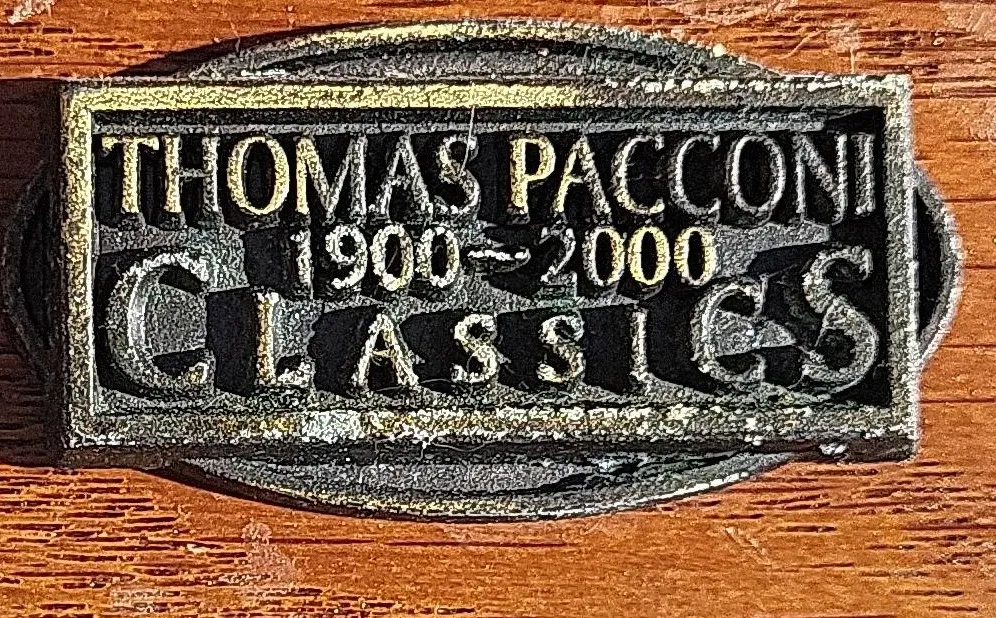 THOMAS PACCONI
1900-2000
CLASSICS